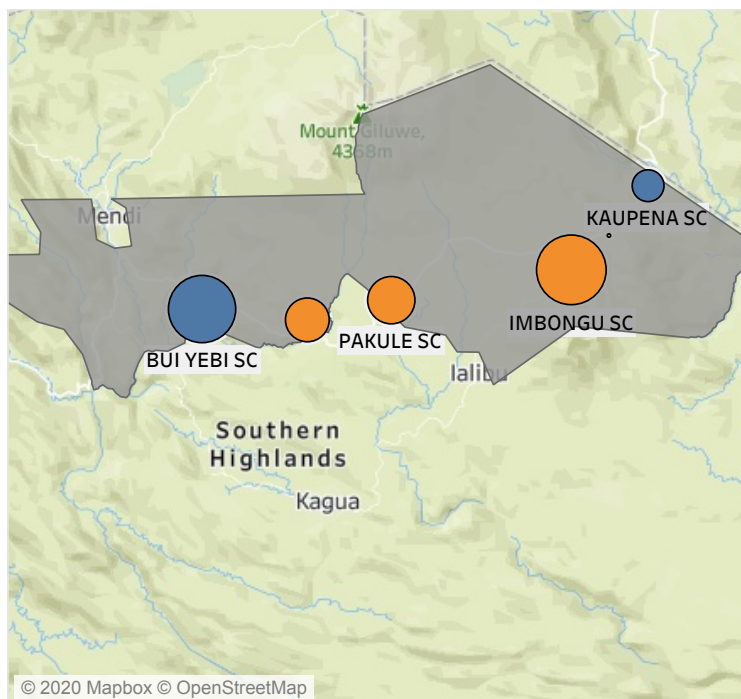 Mount Giluwe,
4368m
Mendi
KAUPENA SC
IMBONGU SC
PAKULE SC
BUI YEBI SC
Ialibu
Southern
Highlands
Kagua
© 2020 Mapbox © OpenStreetMap